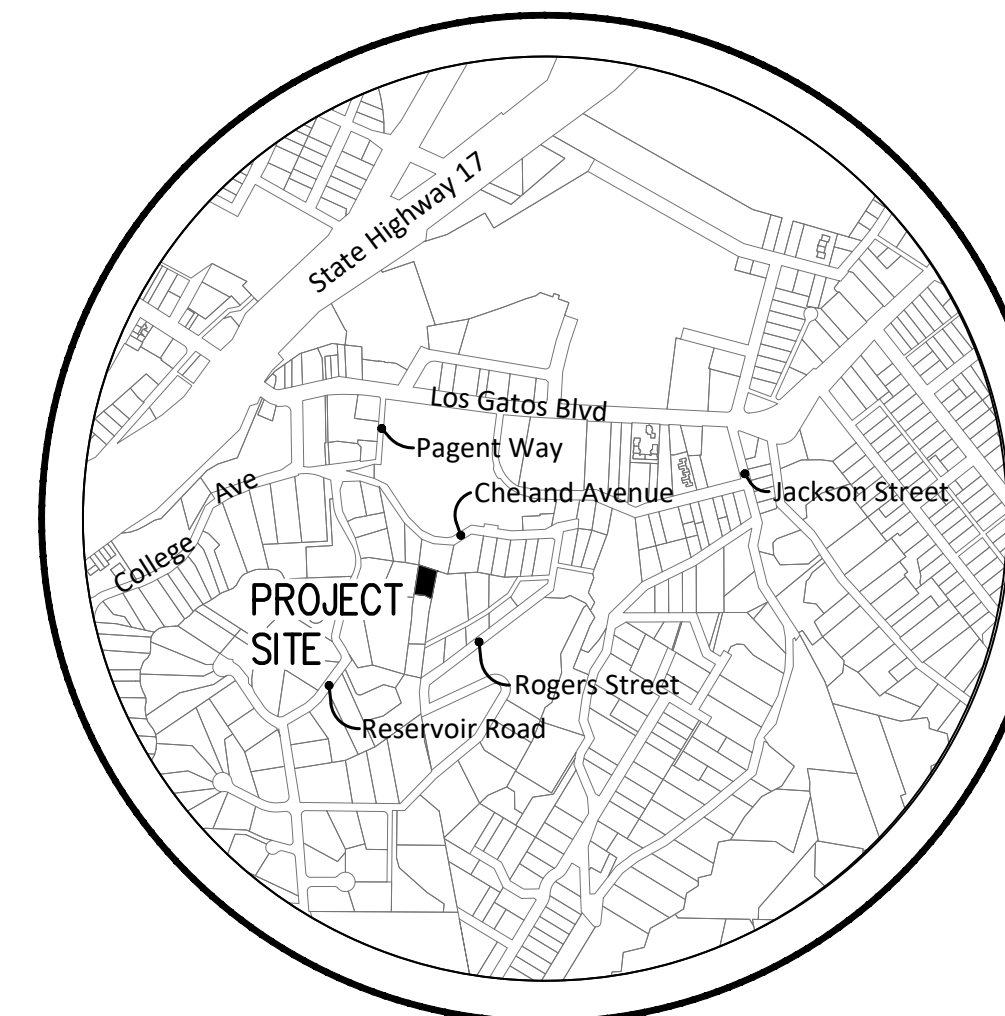 State Highway 17
Los Gatos Blvd
Pagent Way
Cheland Avenue
Jackson Street
College Ave
PROJECT
SITE
Rogers Street
Reservoir Road